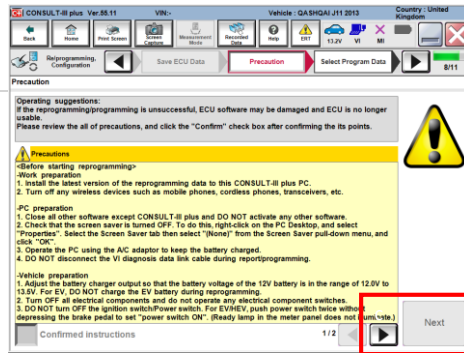 CONSULT-III plus Ver.55.11 VIN:- Vehicle : QASHQAI J11 2013 Country : United Kingdom
Back Home Print Screen Screen Capture Measurement Mode Recorded Data Help ERT 13.2V VI MI
Reprogramming, Configuration Save ECU Data Precaution Select Program Data 8/11
Precaution
Operating suggestions:
If the reprogramming/programming is unsuccessful, ECU software may be damaged and ECU is no longer
usable.
Please review the all of precautions, and click the "Confirm" check box after confirming the its points.
Precautions
<Before starting reprogramming>
-Work preparation
1. Install the latest version of the reprogramming data to this CONSULT-III plus PC.
2. Turn off any wireless devices such as mobile phones, cordless phones, transceivers, etc.
-PC preparation
1. Close all other software except CONSULT-III plus and DO NOT activate any other software.
2. Check that the screen saver is turned OFF. To do this, right-click on the PC Desktop, and select
"Properties". Select the Screen Saver tab then select "(None)" from the Screen Saver pull-down menu, and
click "OK".
3. Operate the PC using the A/C adaptor to keep the battery charged.
4. DO NOT disconnect the VI diagnosis data link cable during report/programming.
-Vehicle preparation
1. Adjust the battery charger output so that the battery voltage of the 12V battery is in the range of 12.0V to
13.5V. For EV, DO NOT charge the EV battery during reprogramming.
2. Turn OFF all electrical components and do not operate any electrical component switches.
3. DO NOT turn OFF the ignition switch/Power switch. For EV/HEV, push power switch twice without
depressing the brake pedal to set "power switch ON". (Ready lamp in the meter panel does not
Confirmed instructions 1/2 Next